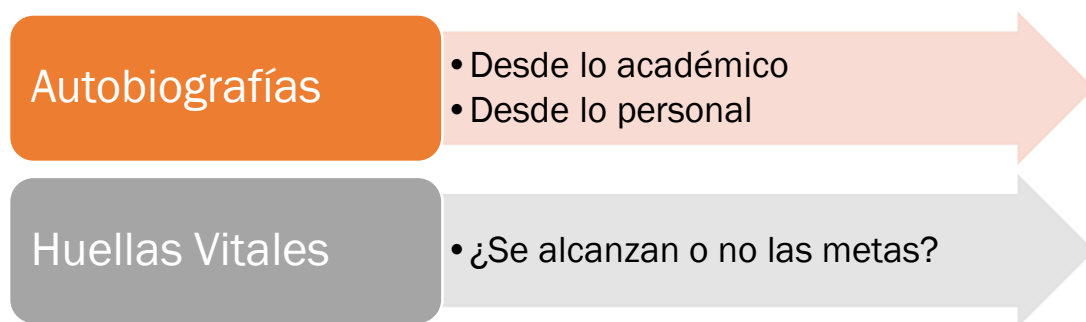 Autobiografías
• Desde lo académico
• Desde lo personal
Huellas Vitales
• ¿Se alcanzan o no las metas?